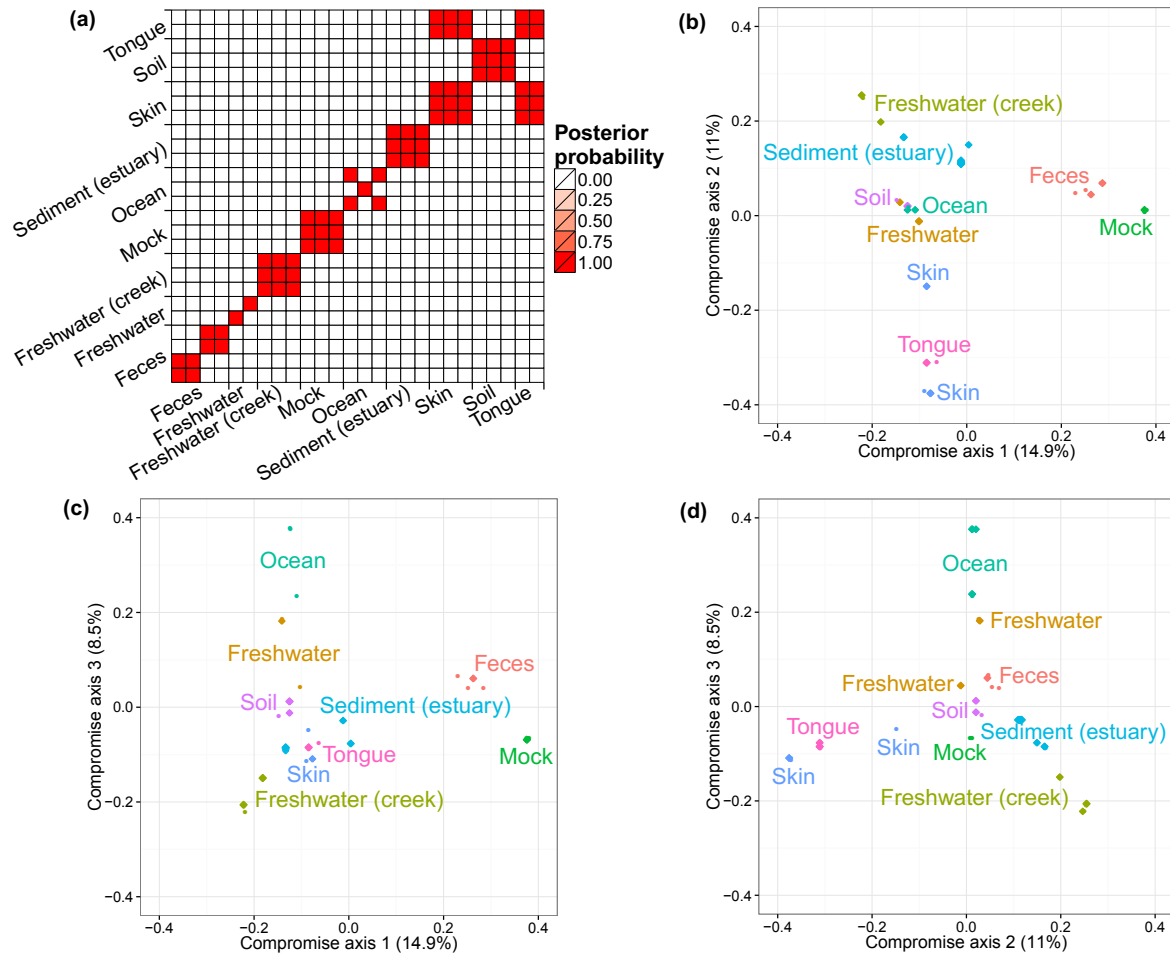 (a)
Tongue
Soil
Skin
Sediment (estuary)
Ocean
Mock
Freshwater (creek)
Freshwater
Feces
Feces
Freshwater
Freshwater (creek)
Mock
Ocean
Sediment (estuary)
Skin
Soil
Tongue
Posterior
probability
0.00
0.25
0.50
0.75
1.00
(b)
Compromise axis 2 (11%)
0.4
0.2
0.0
−0.2
−0.4
Freshwater (creek)
Sediment (estuary)
Feces
Soil
Ocean
Mock
Freshwater
Skin
Tongue
Skin
−0.4
−0.2
0.0
0.2
0.4
Compromise axis 1 (14.9%)
(c)
Compromise axis 3 (8.5%)
0.4
0.2
0.0
−0.2
−0.4
Ocean
Freshwater
Feces
Soil
Sediment (estuary)
Tongue
Mock
Skin
Freshwater (creek)
−0.4
−0.2
0.0
0.2
0.4
Compromise axis 1 (14.9%)
(d)
Compromise axis 3 (8.5%)
0.4
0.2
0.0
−0.2
−0.4
Ocean
Freshwater
Freshwater
Feces
Soil
Tongue
Skin
Mock
Sediment (estuary)
Skin
Freshwater (creek)
−0.4
−0.2
0.0
0.2
0.4
Compromise axis 2 (11%)